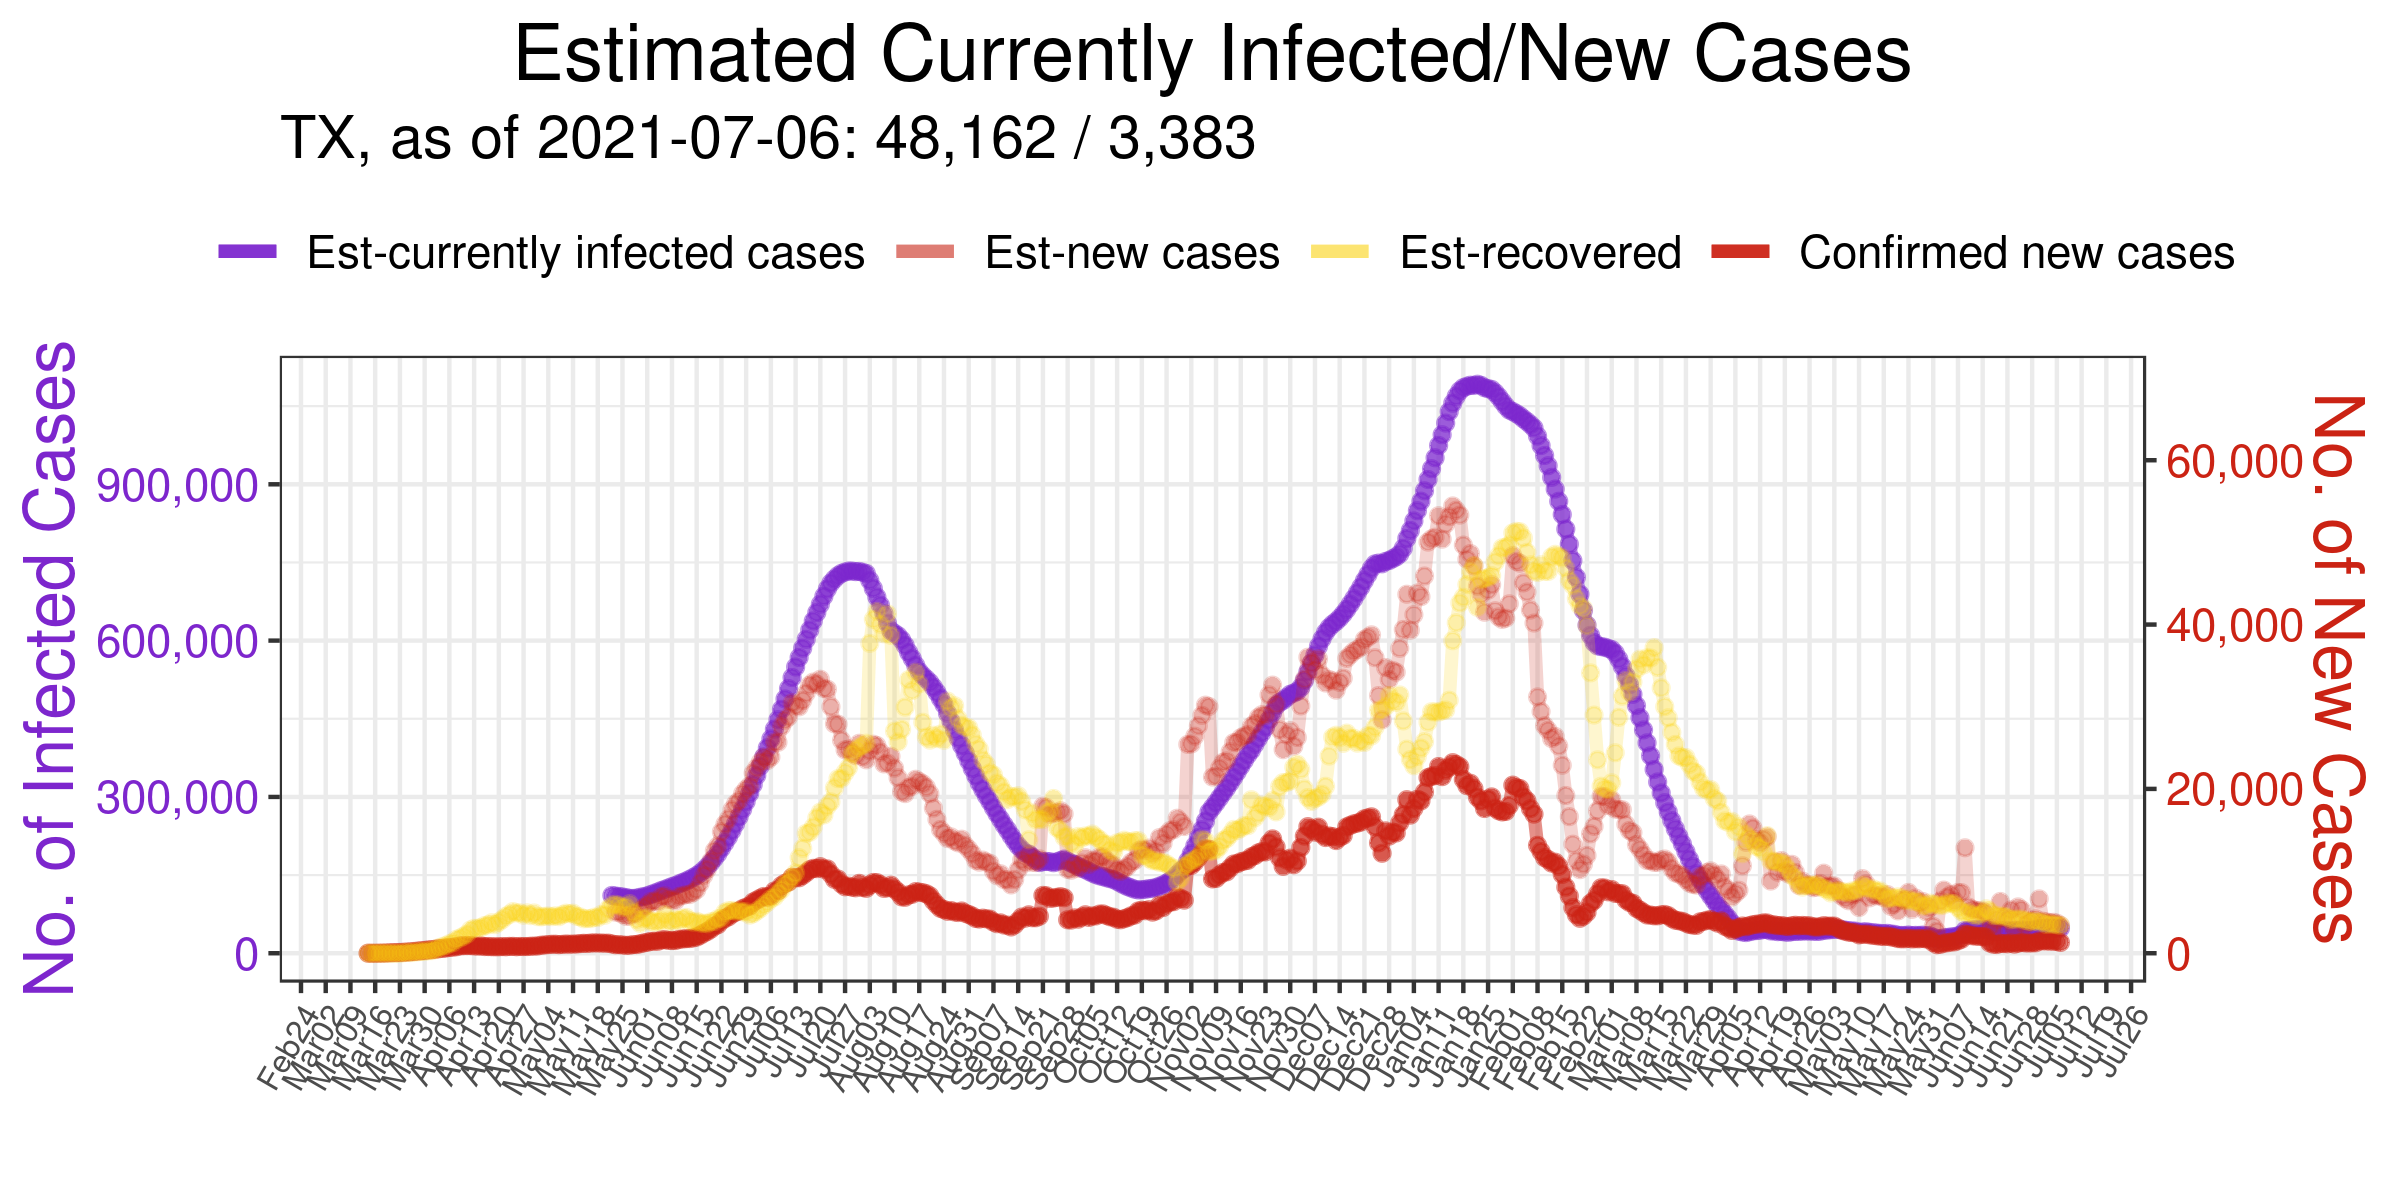 Estimated Currently Infected/New Cases
TX, as of 2021-07-06: 48,162 / 3,383
Est-currently infected cases
Est-new cases
Est-recovered
Confirmed new cases
No. of Infected Cases
900,000
600,000
300,000
0
60,000
40,000
20,000
0
No. of New Cases
Feb24
Mar02
Mar09
Mar16
Mar23
Mar30
Apr06
Apr13
Apr20
Apr27
May04
May11
May18
May25
Jun01
Jun08
Jun15
Jun22
Jun29
Jul06
Jul13
Jul20
Jul27
Aug03
Aug10
Aug17
Aug24
Aug31
Sep07
Sep14
Sep21
Sep28
Oct05
Oct12
Oct19
Oct26
Nov02
Nov09
Nov16
Nov23
Nov30
Dec07
Dec14
Dec21
Dec28
Jan04
Jan11
Jan18
Jan25
Feb01
Feb08
Feb15
Feb22
Mar01
Mar08
Mar15
Mar22
Mar29
Apr05
Apr12
Apr19
Apr26
May03
May10
May17
May24
May31
Jun07
Jun14
Jun21
Jun28
Jul05
Jul12
Jul19
Jul26